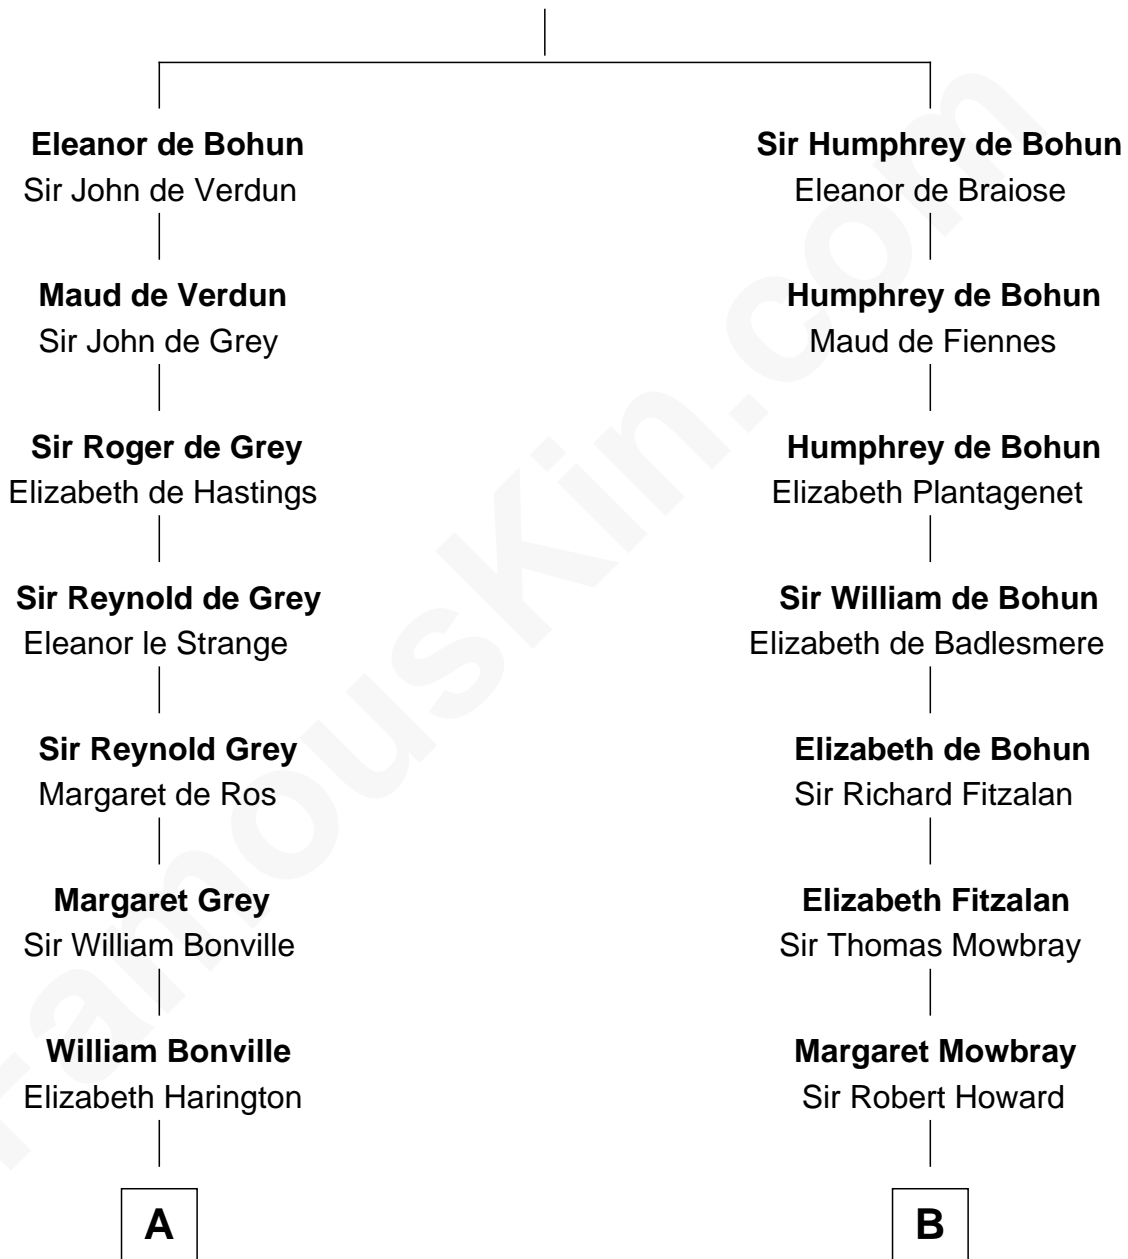 Eleanor de Bohun
Sir John de Verdun
Maud de Verdun
Sir John de Grey
Sir Roger de Grey
Elizabeth de Hastings
Sir Reynold de Grey
Eleanor le Strange
Sir Reynold Grey
Margaret de Ros
Margaret Grey
Sir William Bonville
William Bonville
Elizabeth Harington
A
Sir Humphrey de Bohun
Eleanor de Braiose
Humphrey de Bohun
Maud de Fiennes
Humphrey de Bohun
Elizabeth Plantagenet
Sir William de Bohun
Elizabeth de Badlesmere
Elizabeth de Bohun
Sir Richard Fitzalan
Elizabeth Fitzalan
Sir Thomas Mowbray
Margaret Mowbray
Sir Robert Howard
B
FamousKin.com